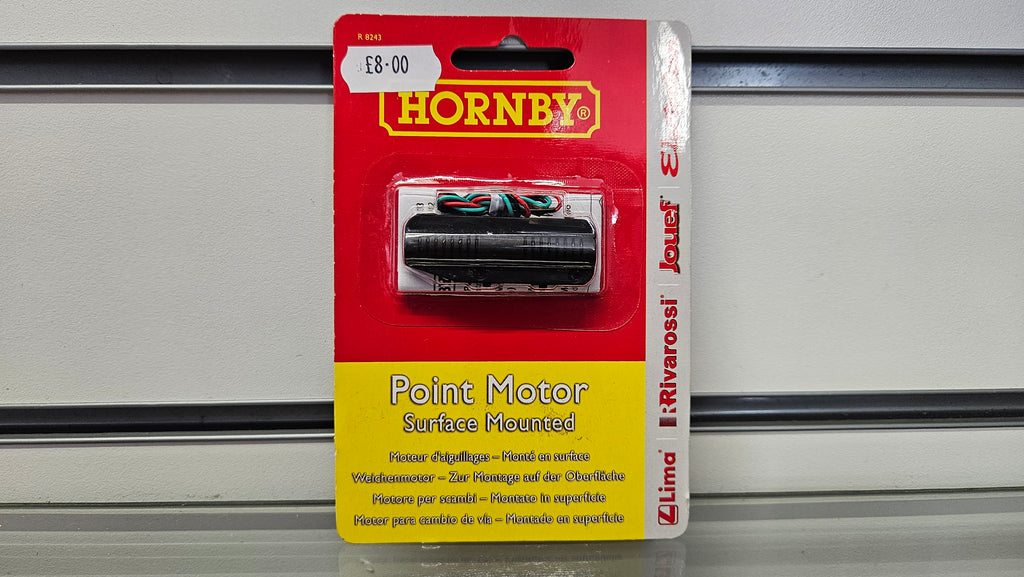 R 8243
£8·00
HORNBY®
Point Motor
Surface Mounted
Moteur d'aiguillages – Monté en surface
Weichenmotor – Zur Montage auf der Oberfläche
Motore per scambi – Montato in superficie
Motor para cambio de vía – Montado en superficie
Lima
Rivarossi
Jouef